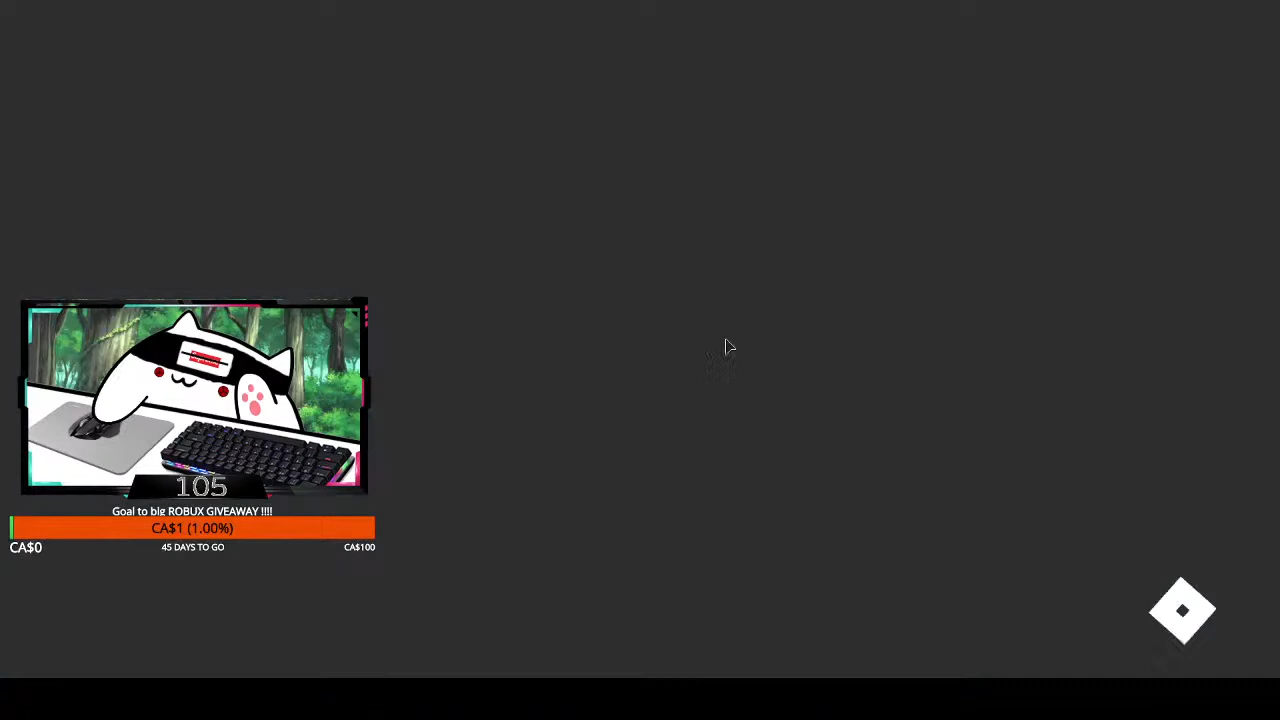 105
Goal to big ROBUX GIVEAWAY !!!!
CA$1 (1.00%)
CA$0
45 DAYS TO GO
CA$100